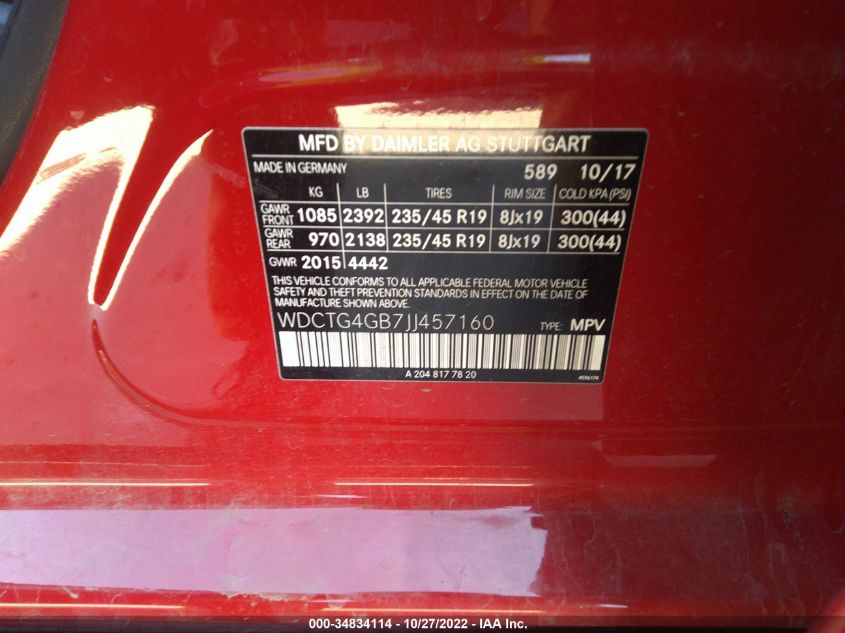 MFD BY DAIMLER AG STUTTGART
MADE IN GERMANY 589 10/17
KG LB TIRES RIM SIZE COLD KPA (PSI)
GAWR FRONT 1085 2392 235/45 R19 8Jx19 300(44)
GAWR REAR 970 2138 235/45 R19 8Jx19 300(44)
GWR 2015 4442
THIS VEHICLE CONFORMS TO ALL APPLICABLE FEDERAL MOTOR VEHICLE
SAFETY AND THEFT PREVENTION STANDARDS IN EFFECT ON THE DATE OF
WDCTG4GB7JJ457160 TYPE: MPV
A 204 817 78 20
000-34834114 - 10/27/2022 - IAA Inc.